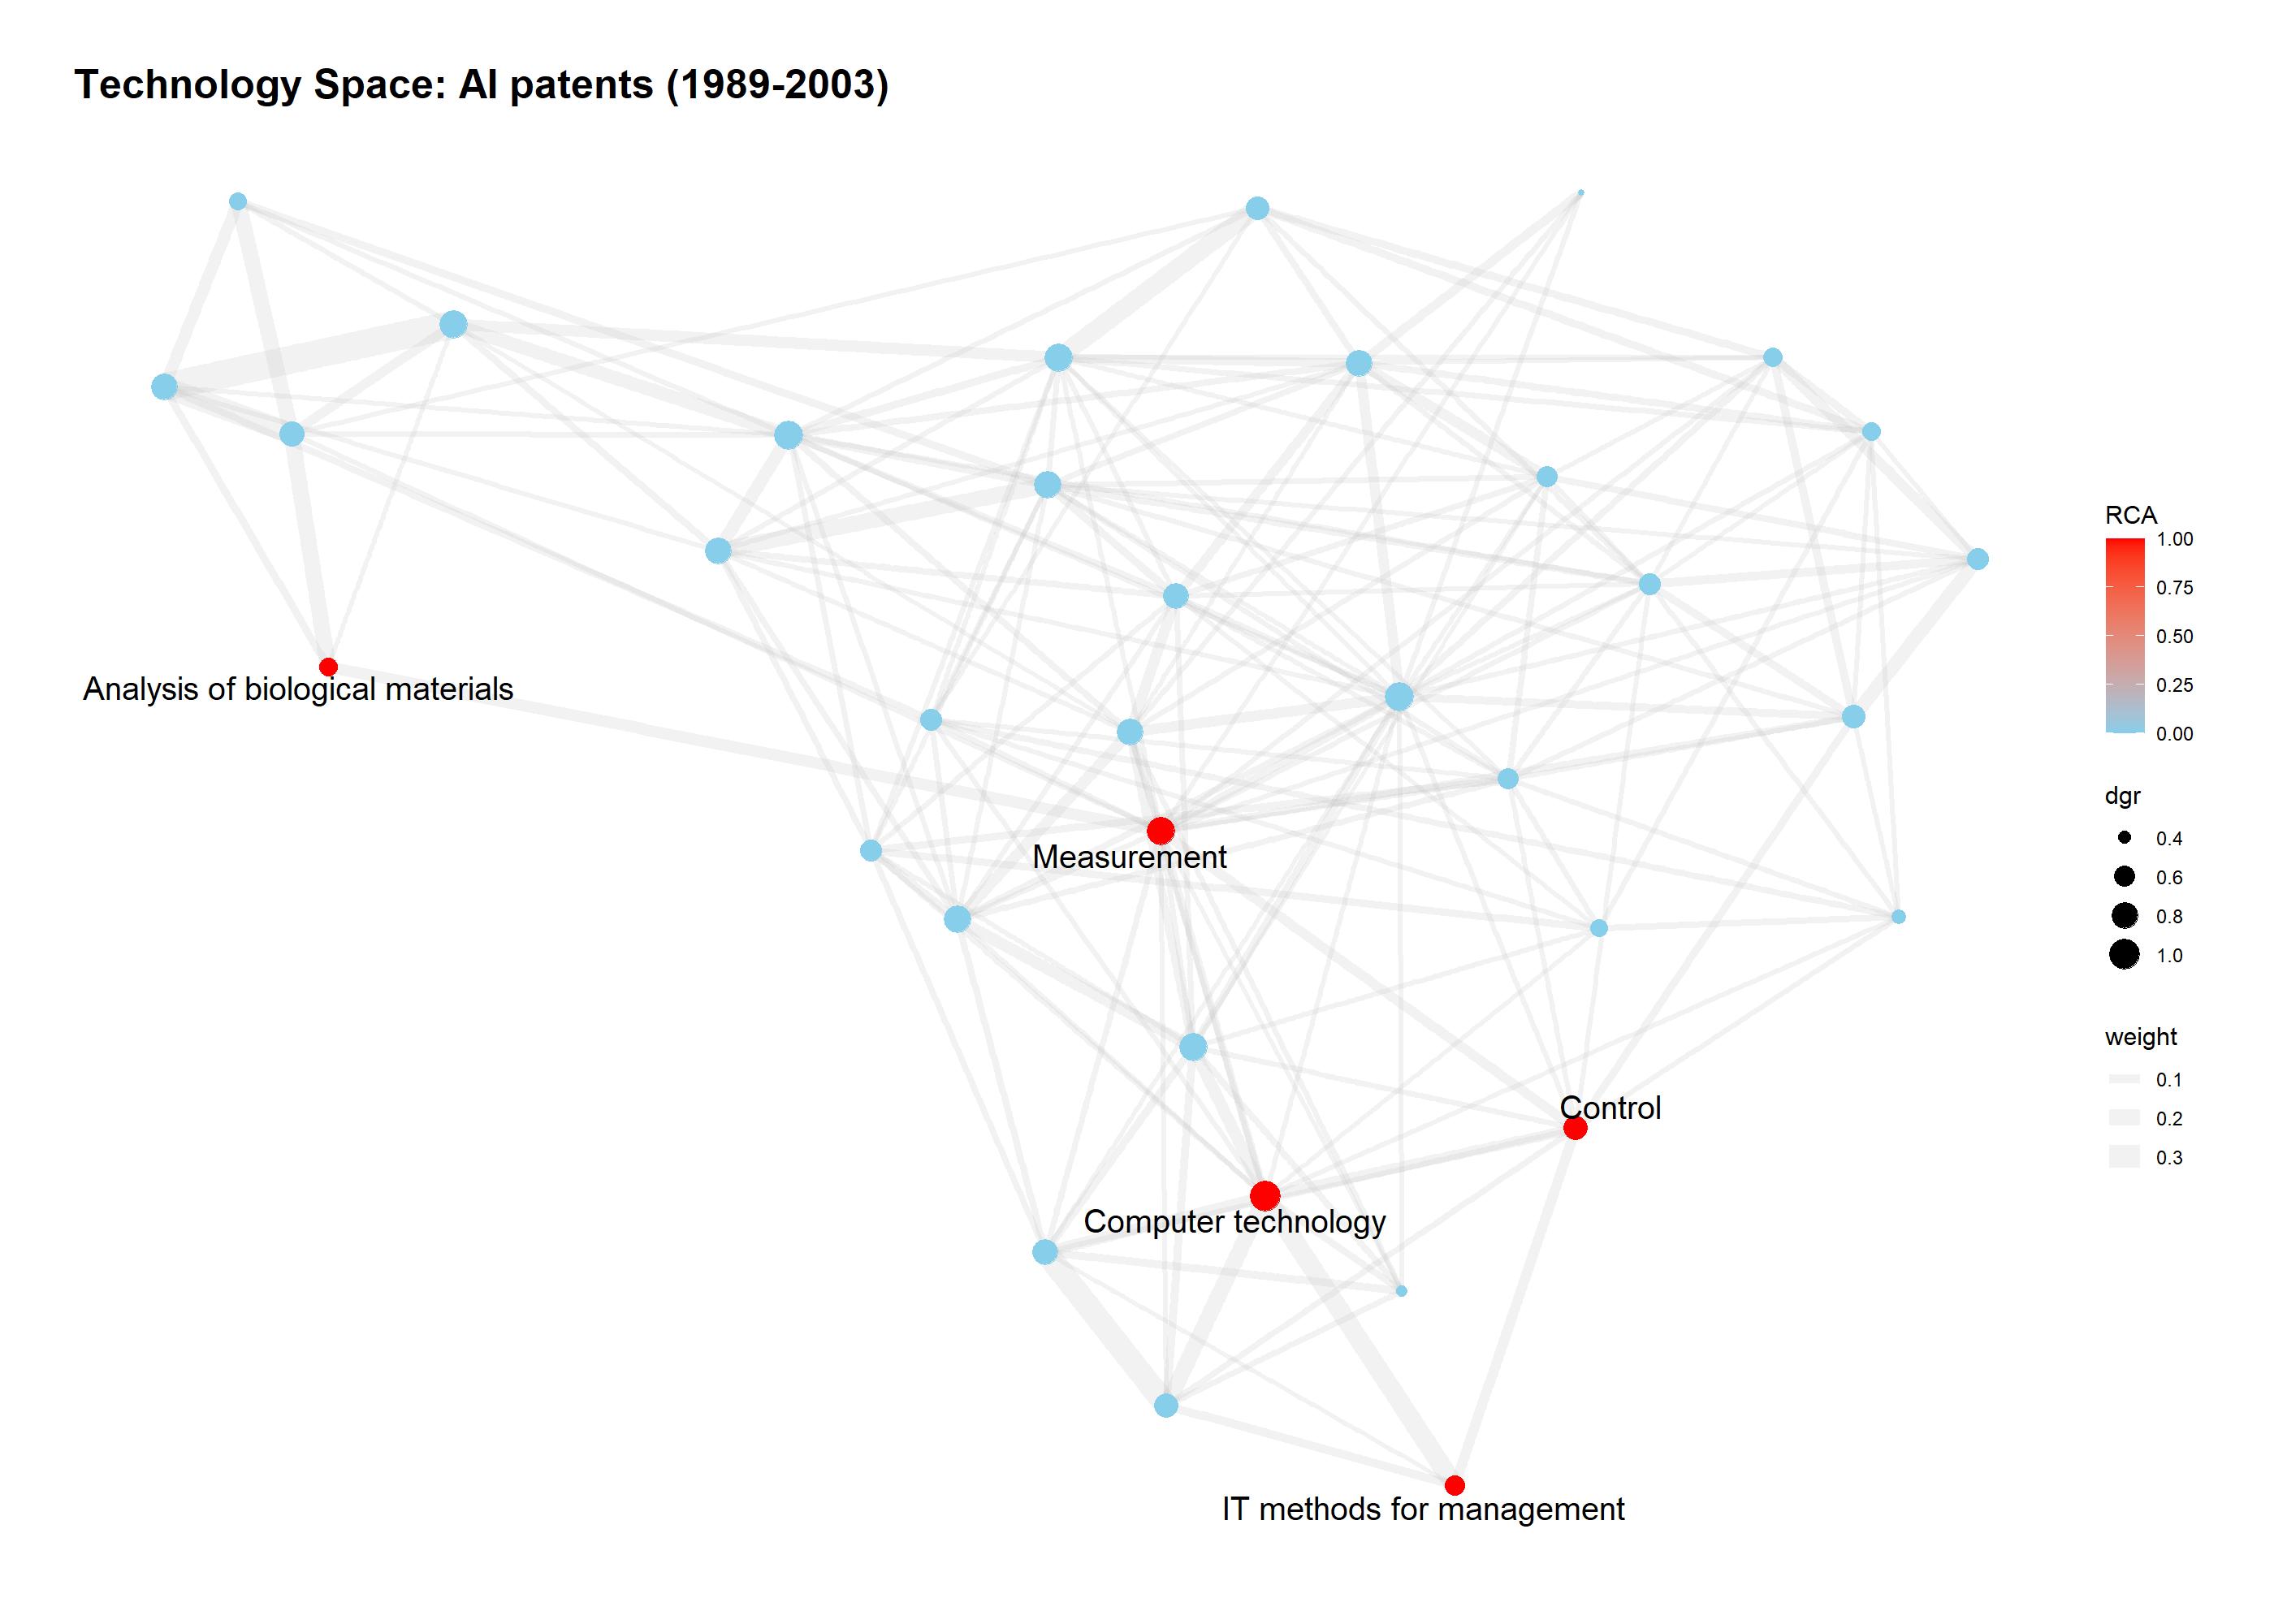 Technology Space: AI patents (1989-2003)
Analysis of biological materials
Measurement
Control
Computer technology
IT methods for management
RCA
1.00
0.75
0.50
0.25
0.00
dgr
0.4
0.6
0.8
1.0
weight
0.1
0.2
0.3